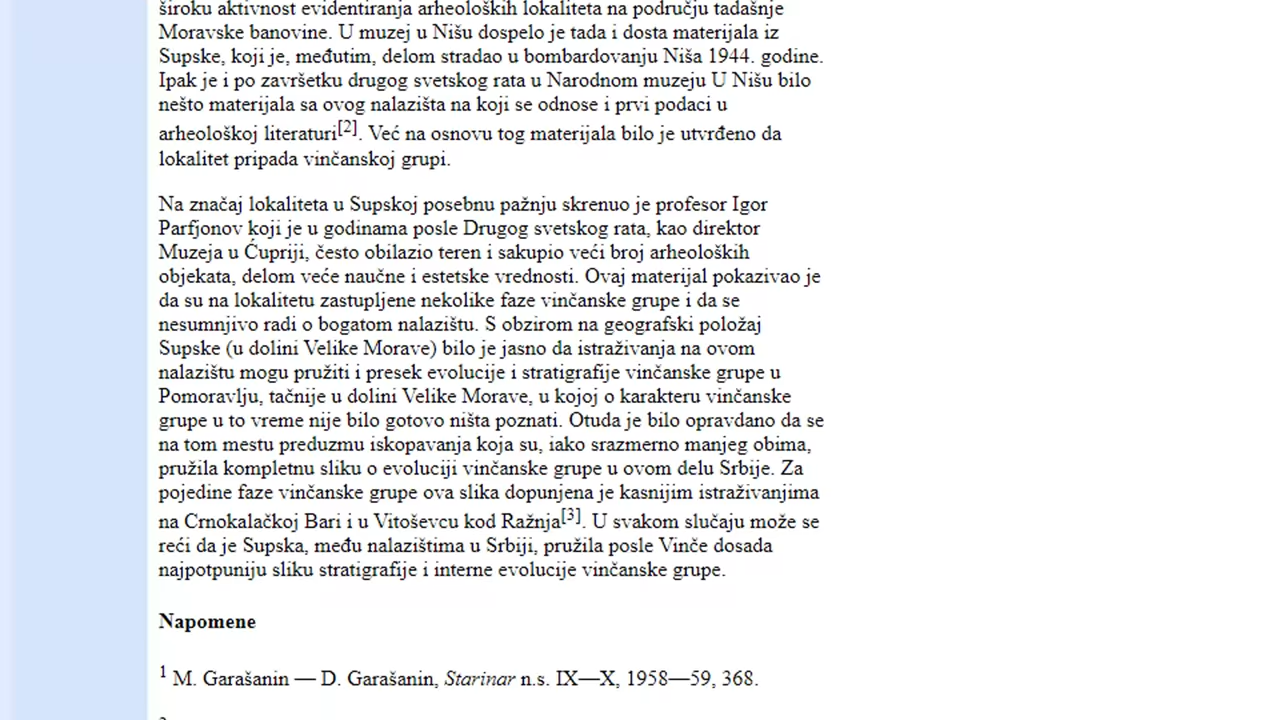 široku aktivnost evidentiranja arheoloških lokaliteta na području tadašnje
Moravske banovine. U muzej u Nišu dospelo je tada i dosta materijala iz
Supske, koji je, međutim, delom stradao u bombardovanju Niša 1944. godine.
Ipak je i po završetku drugog svetskog rata u Narodnom muzeju U Nišu bilo
nešto materijala sa ovog nalazišta na koji se odnose i prvi podaci u
arheološkoj literaturi[2]. Već na osnovu tog materijala bilo je utvrđeno da
lokalitet pripada vinčanskoj grupi.
Na značaj lokaliteta u Supskoj posebnu pažnju skrenuo je profesor Igor
Parfjonov koji je u godinama posle Drugog svetskog rata, kao direktor
Muzeja u Ćupriji, često obilazio teren i sakupio veći broj arheoloških
objekata, delom veće naučne i estetske vrednosti. Ovaj materijal pokazivao je
da su na lokalitetu zastupljene nekolike faze vinčanske grupe i da se
nesumnjivo radi o bogatom nalazištu. S obzirom na geografski položaj
Supske (u dolini Velike Morave) bilo je jasno da istraživanja na ovom
nalazištu mogu pružiti i presek evolucije i stratigrafije vinčanske grupe u
Pomoravlju, tačnije u dolini Velike Morave, u kojoj o karakteru vinčanske
grupe u to vreme nije bilo gotovo ništa poznati. Otuda je bilo opravdano da se
na tom mestu preduzmu iskopavanja koja su, iako srazmerno manjeg obima,
pružila kompletnu sliku o evoluciji vinčanske grupe u ovom delu Srbije. Za
pojedine faze vinčanske grupe ova slika dopunjena je kasnijim istraživanjima
na Crnokalačkoj Bari i u Vitoševcu kod Ražnja[3]. U svakom slučaju može se
reći da je Supska, među nalazištima u Srbiji, pružila posle Vinče dosada
najpotpuniju sliku stratigrafije i interne evolucije vinčanske grupe.
Napomene
1 M. Garašanin — D. Garašanin, Starinar n.s. IX—X, 1958—59, 368.